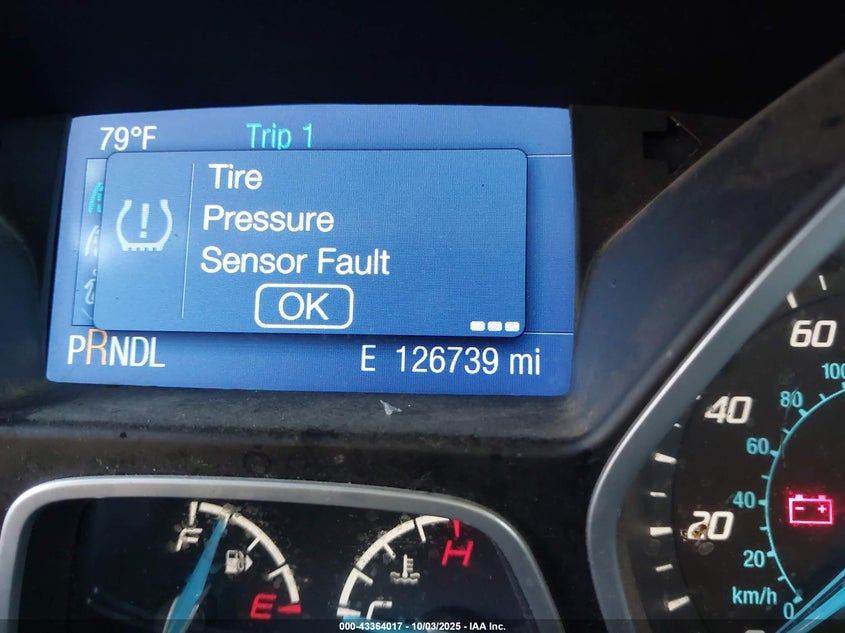 79°F Trip 1
Tire
Pressure
Sensor Fault
OK
PRNDL E 126739 mi
60
100
40
80
60
40
20
20
km/h
0
F
E
H
C
000-43364017 - 10/03/2025 - IAA Inc.